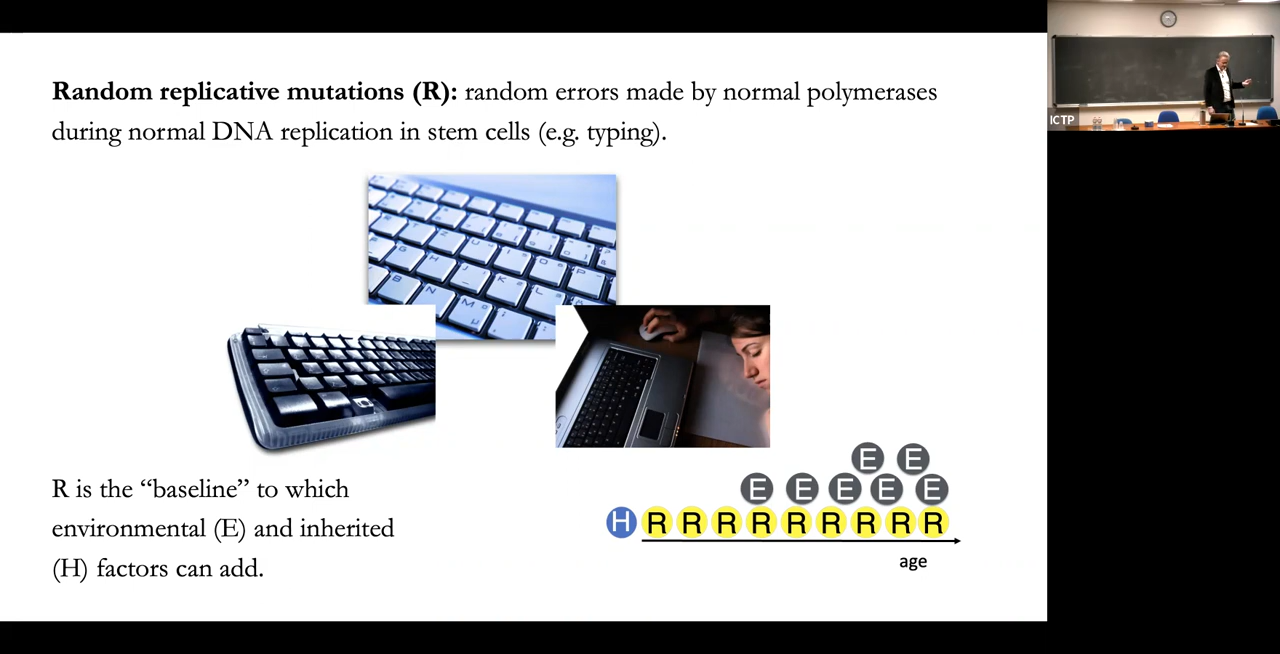 Random replicative mutations (R): random errors made by normal polymerases
during normal DNA replication in stem cells (e.g. typing).
ICTP
R is the “baseline” to which
environmental (E) and inherited
(H) factors can add.
E E
E E E E E
H R R R R R R R R R
age